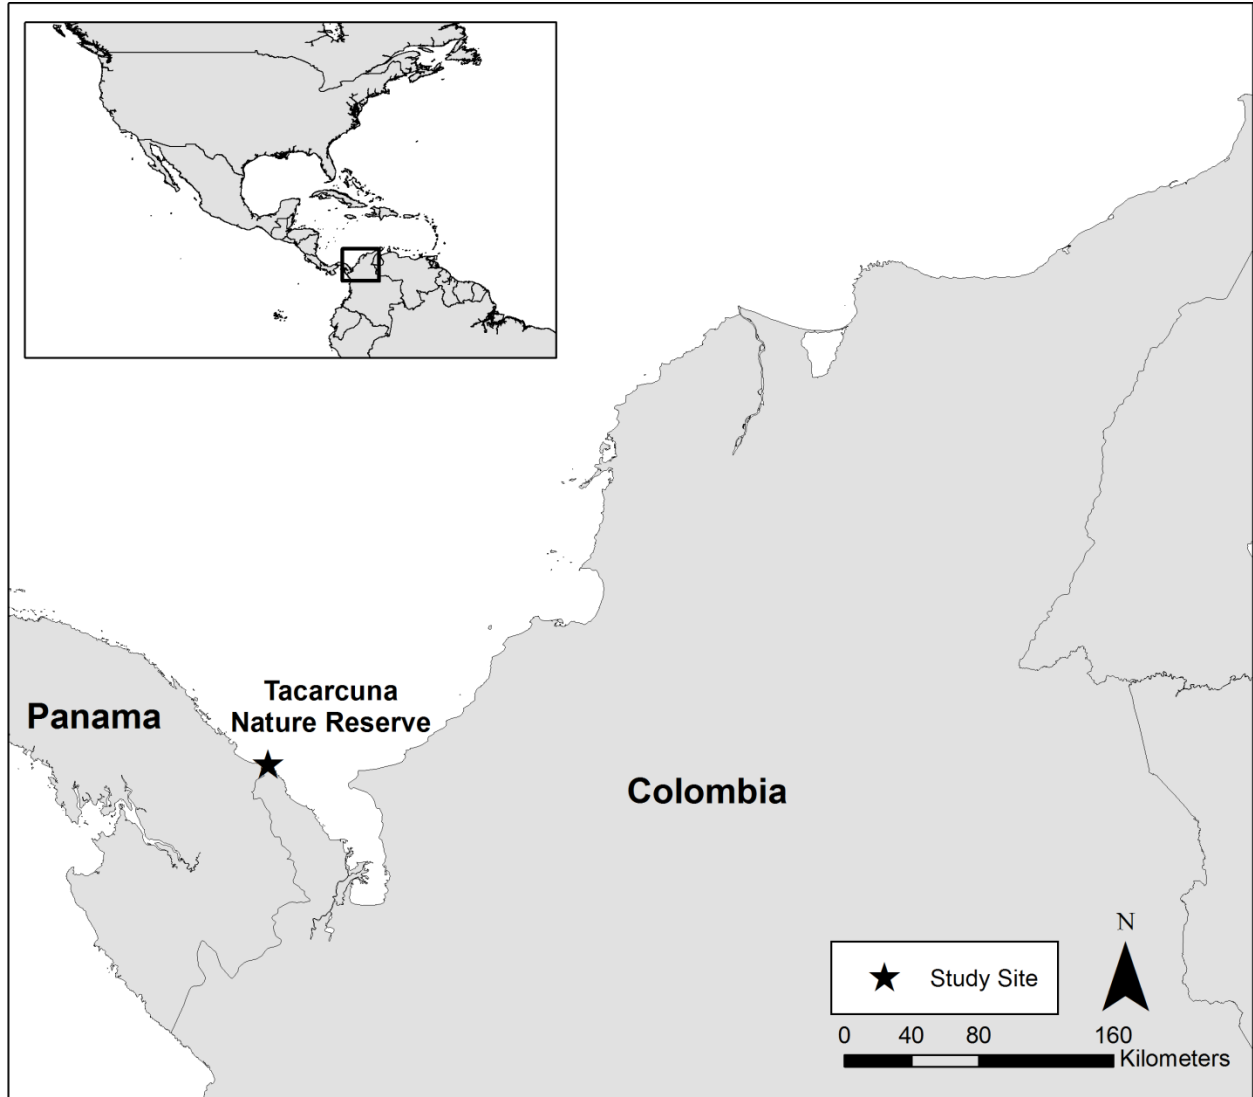 Tacarcuna
Nature Reserve
Panama
Colombia
N
Study Site
0 40 80 160
Kilometers